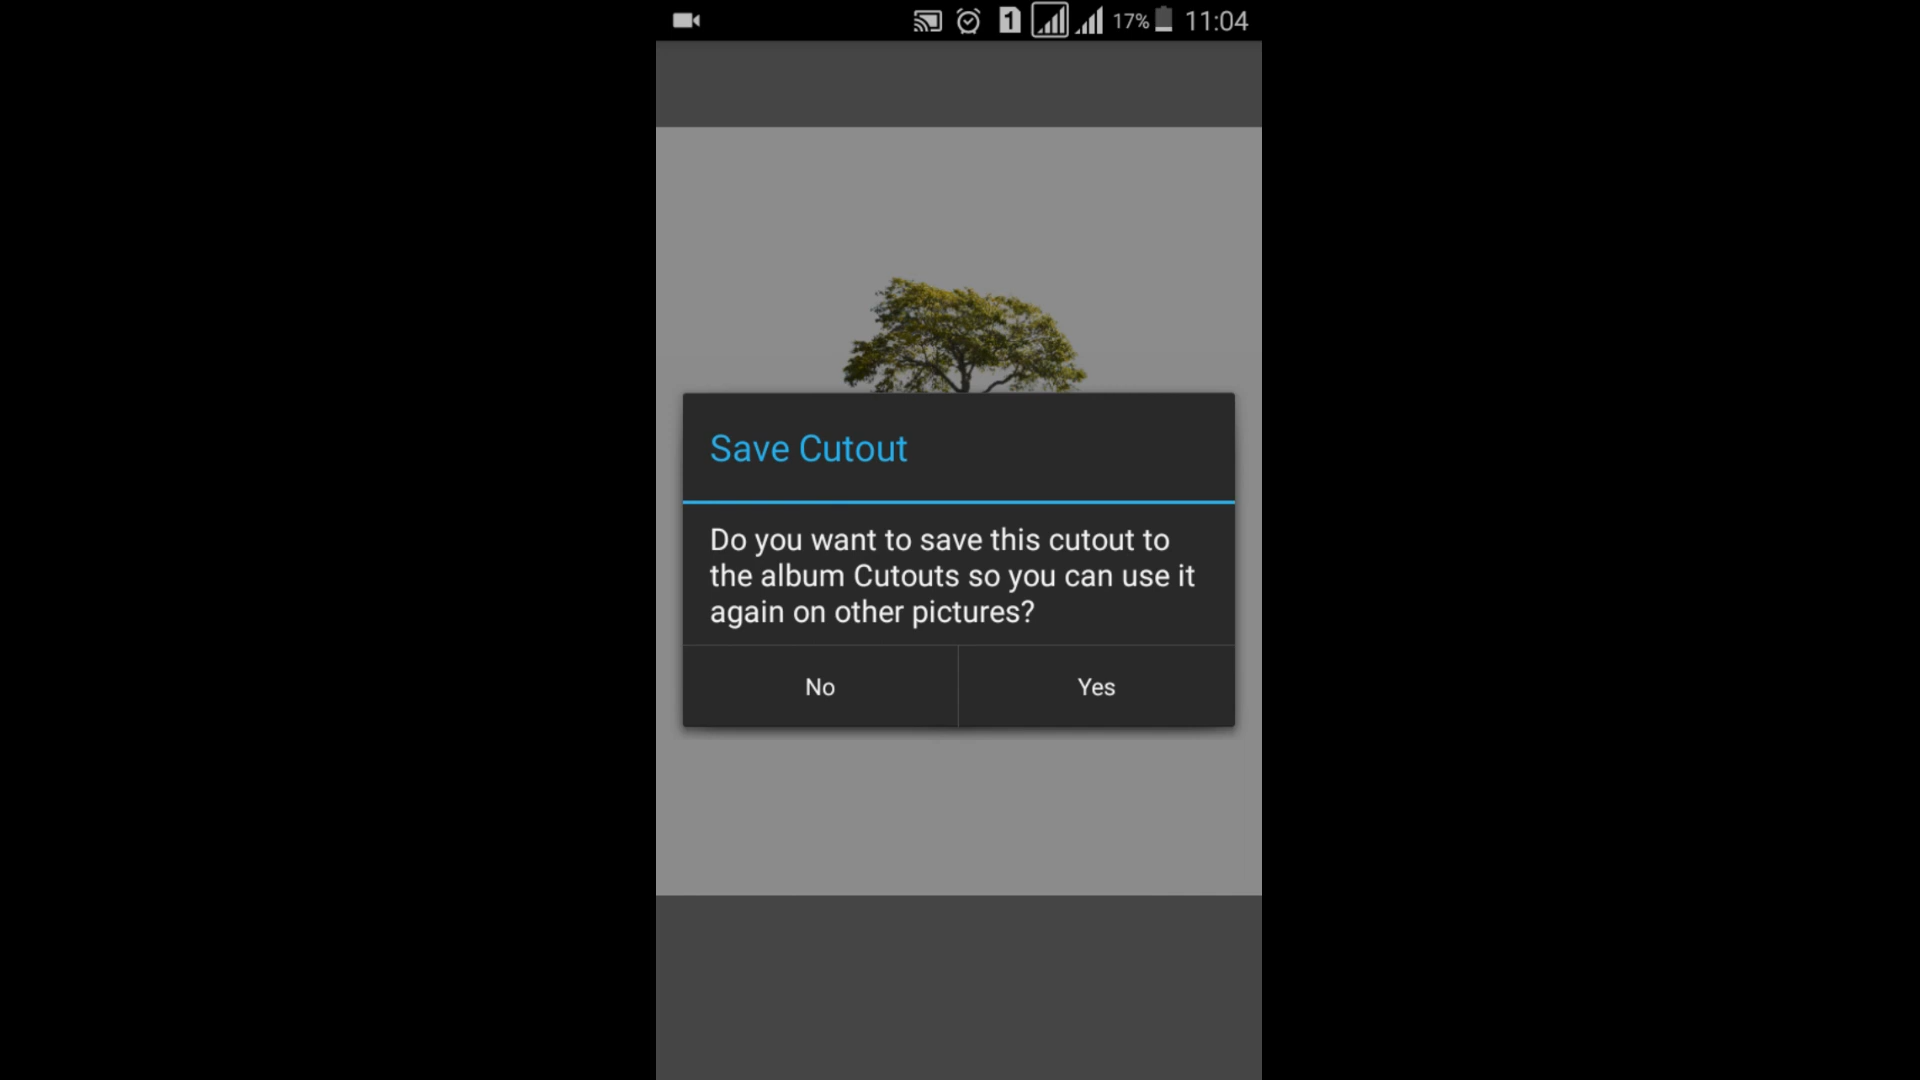 1 17% 11:04
Save Cutout
Do you want to save this cutout to
the album Cutouts so you can use it
again on other pictures?
No Yes